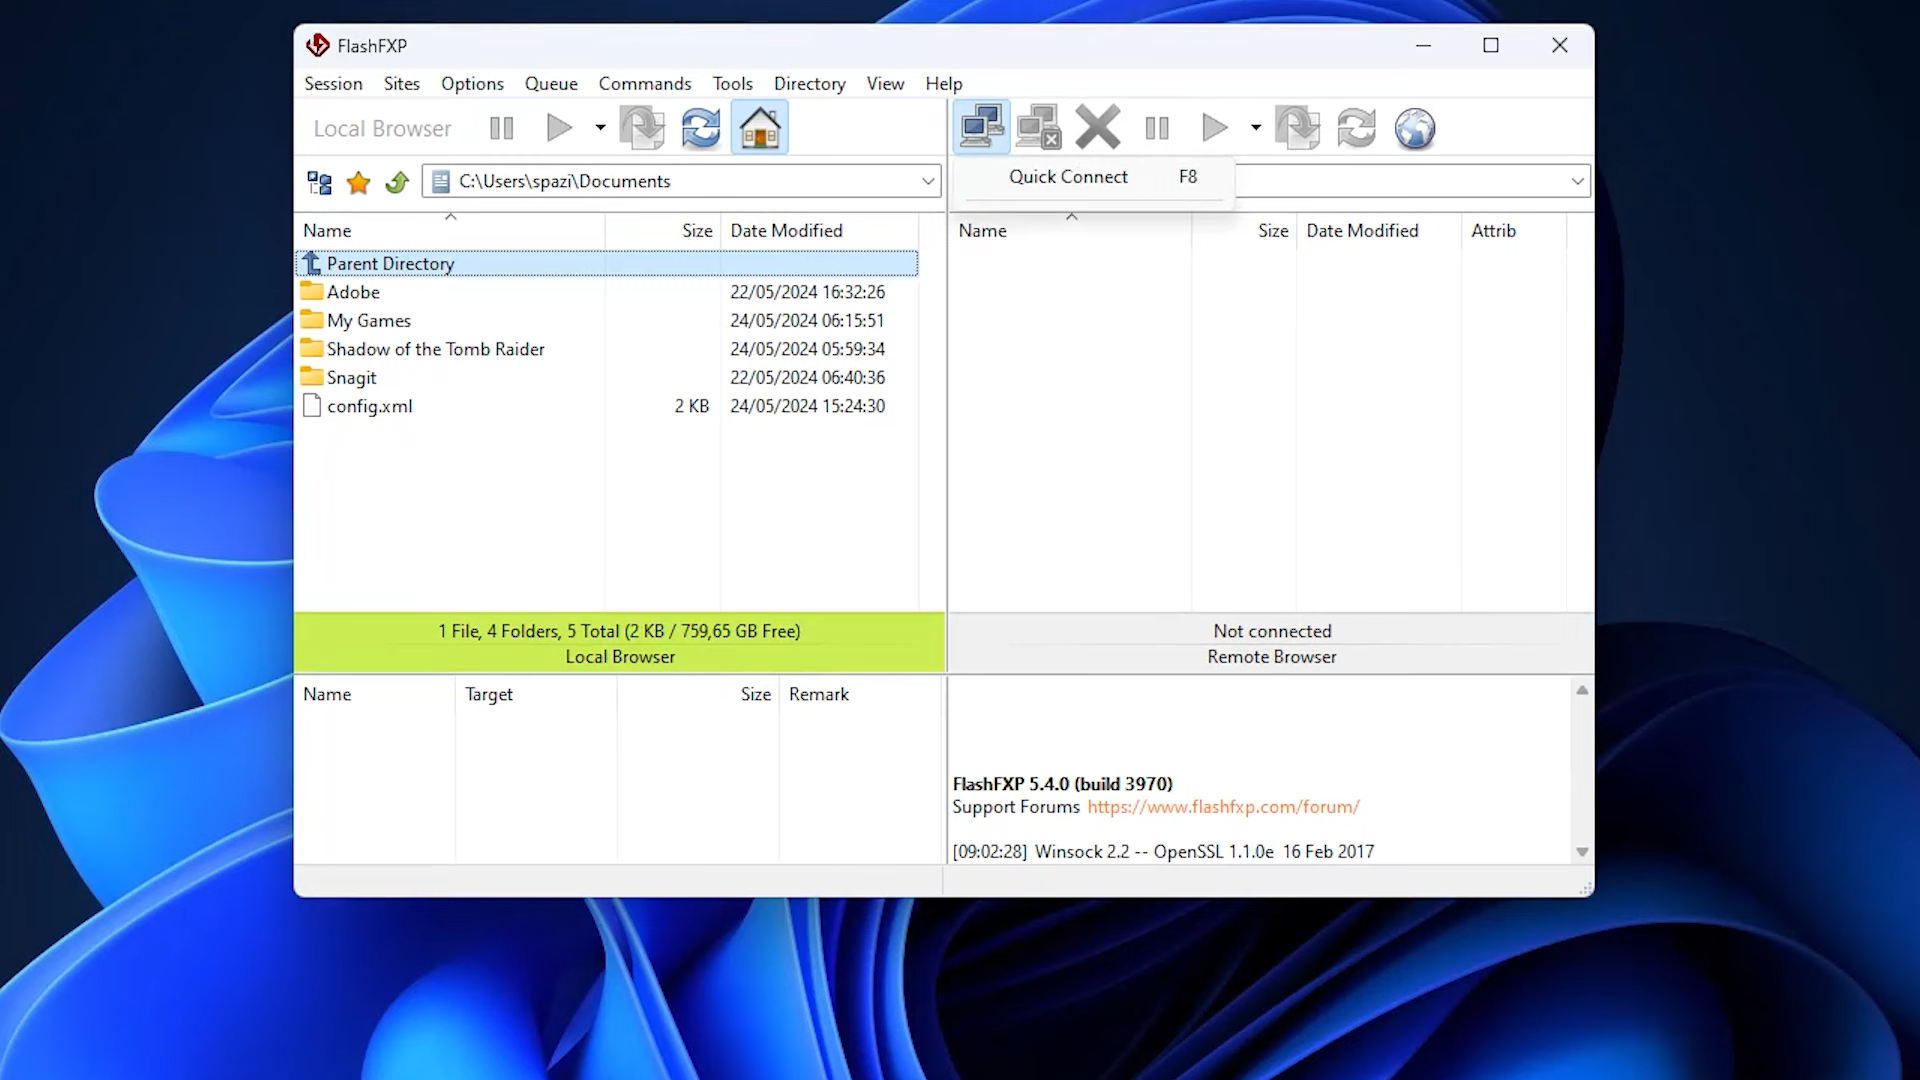 FlashFXP
Session Sites Options Queue Commands Tools Directory View Help
Local Browser
C:\Users\spazi\Documents
Quick Connect F8
Name Size Date Modified
Parent Directory
Adobe 22/05/2024 16:32:26
My Games 24/05/2024 06:15:51
Shadow of the Tomb Raider 24/05/2024 05:59:34
Snagit 22/05/2024 06:40:36
config.xml 2 KB 24/05/2024 15:24:30
Name Size Date Modified Attrib
1 File, 4 Folders, 5 Total (2 KB / 759,65 GB Free)
Local Browser
Not connected
Remote Browser
Name Target Size Remark
FlashFXP 5.4.0 (build 3970)
Support Forums https://www.flashfxp.com/forum/
[09:02:28] Winsock 2.2 -- OpenSSL 1.1.0e 16 Feb 2017